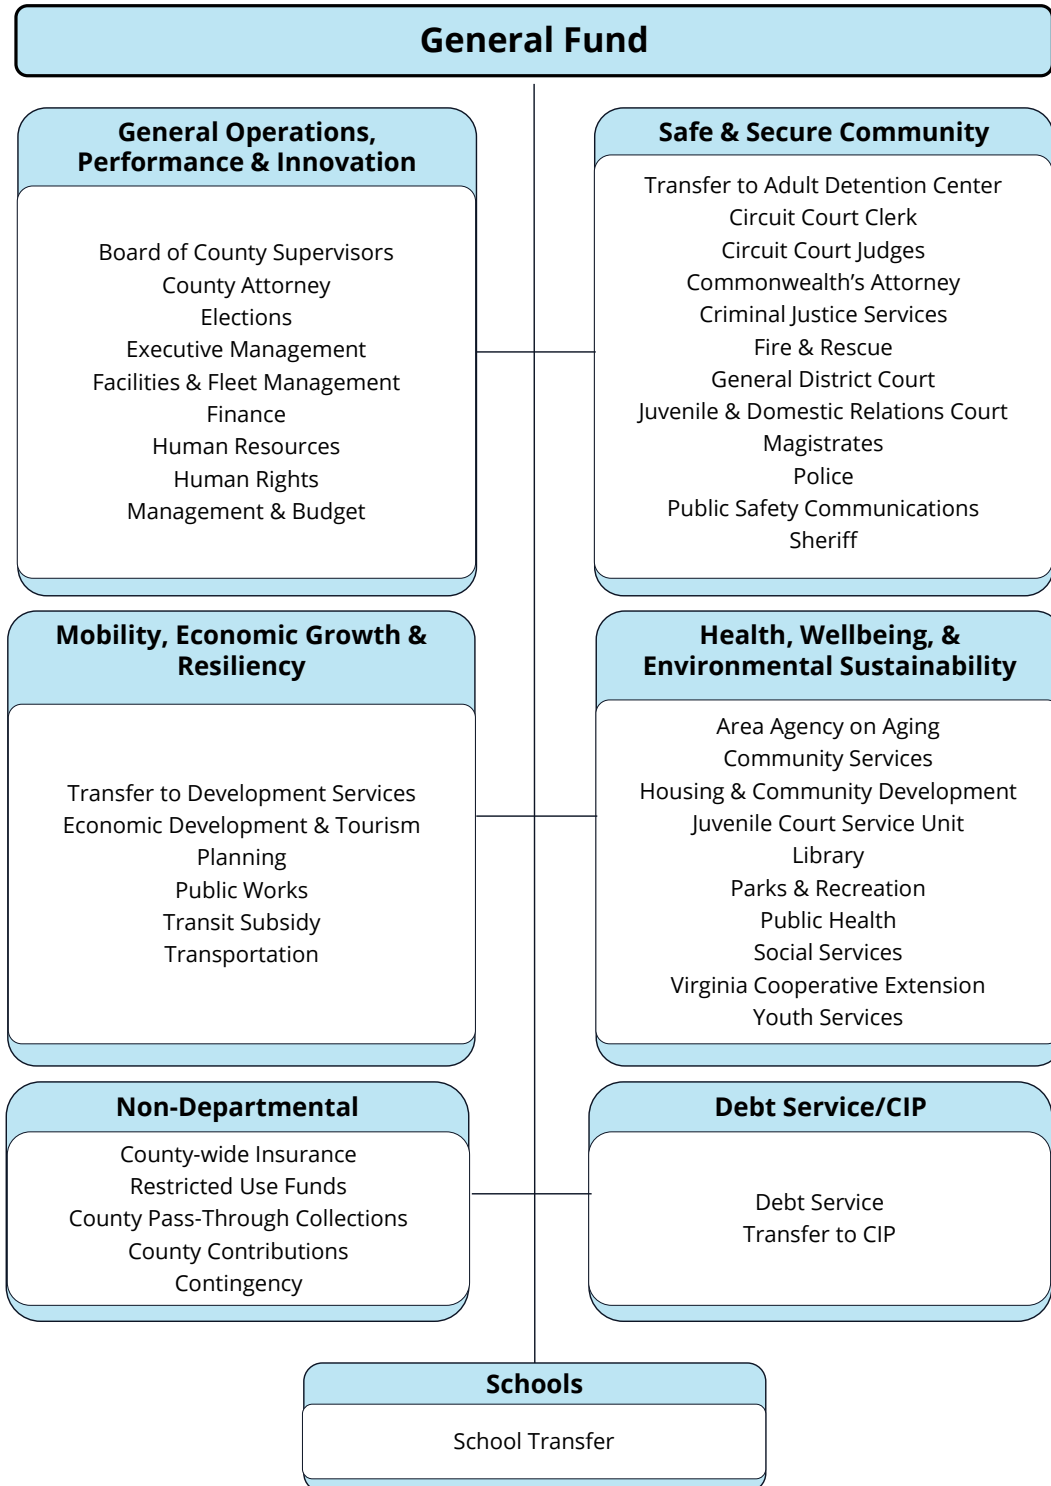 General Fund
General Operations,
Performance & Innovation
Board of County Supervisors
County Attorney
Elections
Executive Management
Facilities & Fleet Management
Finance
Human Resources
Human Rights
Management & Budget
Safe & Secure Community
Transfer to Adult Detention Center
Circuit Court Clerk
Circuit Court Judges
Commonwealth’s Attorney
Criminal Justice Services
Fire & Rescue
General District Court
Juvenile & Domestic Relations Court
Magistrates
Police
Public Safety Communications
Sheriff
Mobility, Economic Growth &
Resiliency
Transfer to Development Services
Economic Development & Tourism
Planning
Public Works
Transit Subsidy
Transportation
Health, Wellbeing, &
Environmental Sustainability
Area Agency on Aging
Community Services
Housing & Community Development
Juvenile Court Service Unit
Library
Parks & Recreation
Public Health
Social Services
Virginia Cooperative Extension
Youth Services
Non-Departmental
County-wide Insurance
Restricted Use Funds
County Pass-Through Collections
County Contributions
Contingency
Debt Service/CIP
Debt Service
Transfer to CIP
Schools
School Transfer